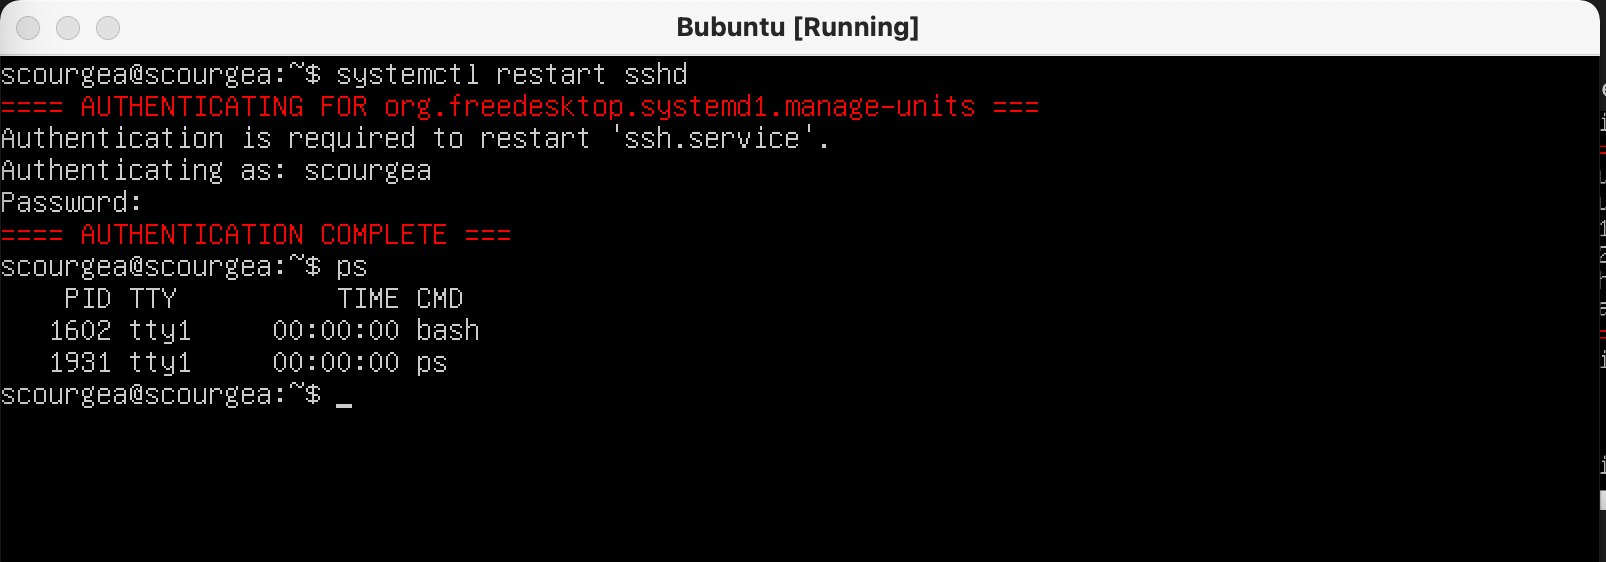 Bubuntu [Running]
scourgea@scourgea:~$ systemctl restart sshd
==== AUTHENTICATING FOR org.freedesktop.systemd1.manage-units ===
Authentication is required to restart 'ssh.service'.
Authenticating as: scourgea
Password:
==== AUTHENTICATION COMPLETE ===
scourgea@scourgea:~$ ps
    PID TTY          TIME CMD
   1602 tty1     00:00:00 bash
   1931 tty1     00:00:00 ps
scourgea@scourgea:~$ _